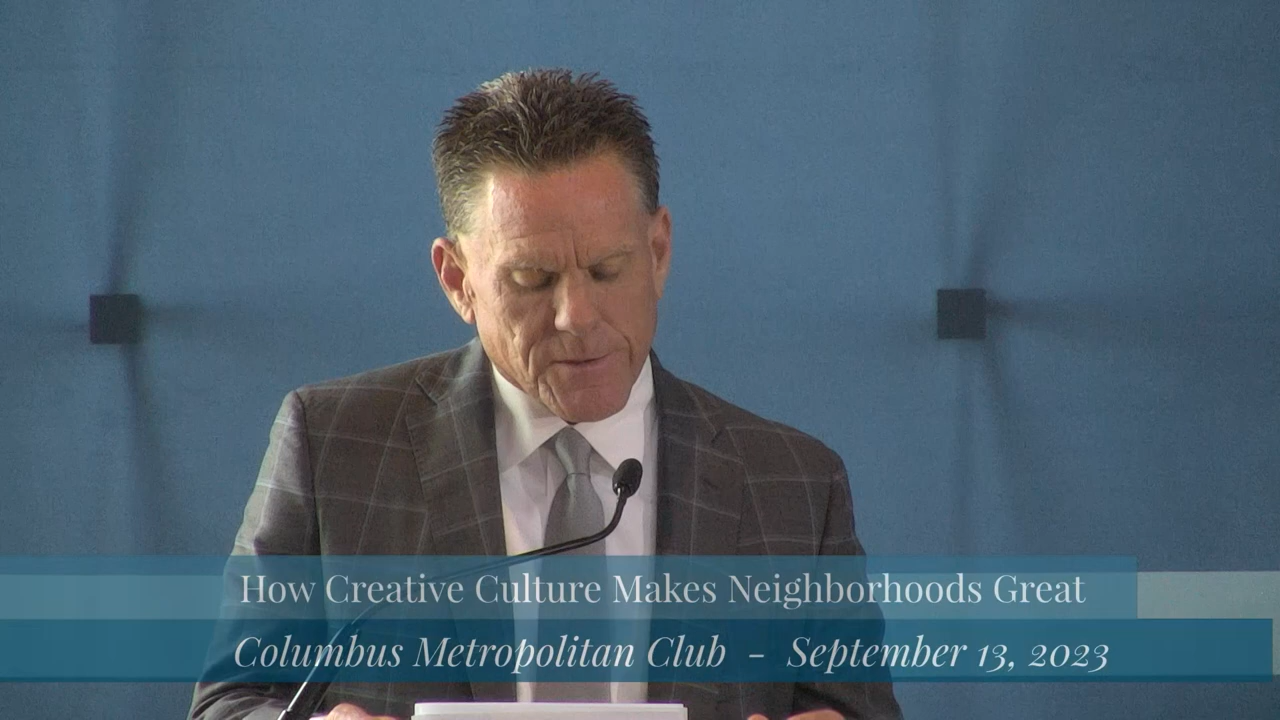 How Creative Culture Makes Neighborhoods Great
Columbus Metropolitan Club - September 13, 2023